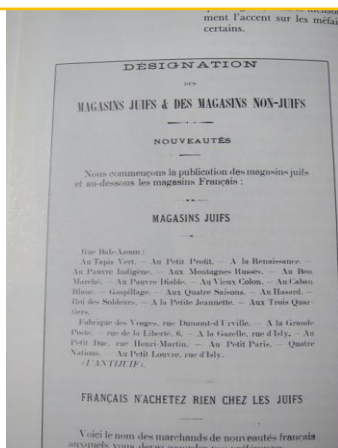 ment l'accent sur les méfai
certains.
DÉSIGNATION
DES
MAGASINS JUIFS & DES MAGASINS NON-JUIFS
NOUVEAUTÉS
Nous commençons la publication des magasins juifs
et au-dessous les magasins Français :
MAGASINS JUIFS
Rue Bab-Azoun :
Au Tapis Vert. — Au Petit Profit. — A la Renaissance. —
Au Pauvre Indigène. — Aux Montagnes Russes. — Au Bon
Marché. — Au Pauvre Diable. — Au Vieux Colon. — Au Caban
Blanc. — Gaspillage. — Aux Quatre Saisons. — Au Hasard. —
Roi des Soldeurs. — A la Petite Jeannette. — Aux Trois Quar-
tiers.
Fabrique des Vosges, rue Dumont-d'Urville. — A la Grande
— rue de la Liberté, 6. — A la Gazelle, rue d'Isly. — Au
Petit Duc, rue Henri-Martin. — Au Petit Paris. — Quatre
Nations. — Au Petit Louvre, rue d'Isly.
(L'ANTIJUIF).
FRANÇAIS N'ACHETEZ RIEN CHEZ LES JUIFS
Voici le nom des marchands de nouveautés français
auxquels vous devez